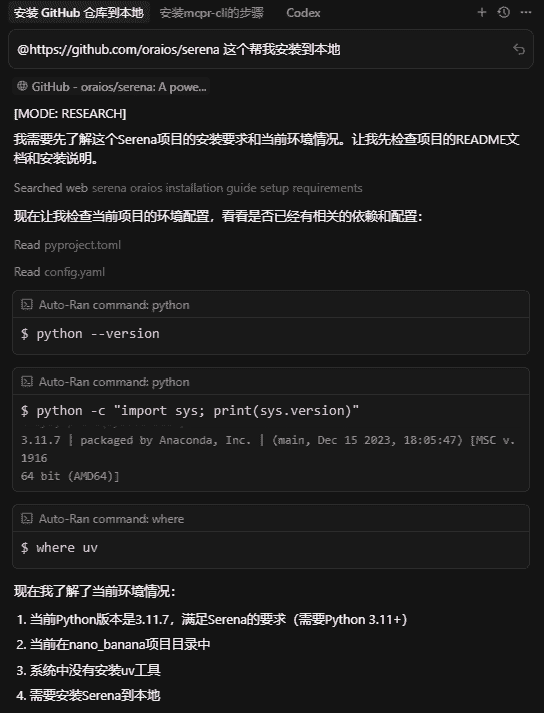 安装 GitHub 仓库到本地 安装mcpr-cli的步骤 Codex
@https://github.com/oraios/serena 这个帮我安装到本地
GitHub - oraios/serena: A powe...
[MODE: RESEARCH]
我需要先了解这个Serena项目的安装要求和当前环境情况。让我先检查项目的README文
档和安装说明。
Searched web serena oraios installation guide setup requirements
现在让我检查当前项目的环境配置，看看是否已经有相关的依赖和配置：
Read pyproject.toml
Read config.yaml
Auto-Ran command: python
$ python --version
Auto-Ran command: python
$ python -c "import sys; print(sys.version)"
3.11.7 | packaged by Anaconda, Inc. | (main, Dec 15 2023, 18:05:47) [MSC v.
1916
64 bit (AMD64)]
Auto-Ran command: where
$ where uv
现在我了解了当前环境情况：
1. 当前Python版本是3.11.7，满足Serena的要求（需要Python 3.11+）
2. 当前在nano_banana项目目录中
3. 系统中没有安装uv工具
4. 需要安装Serena到本地